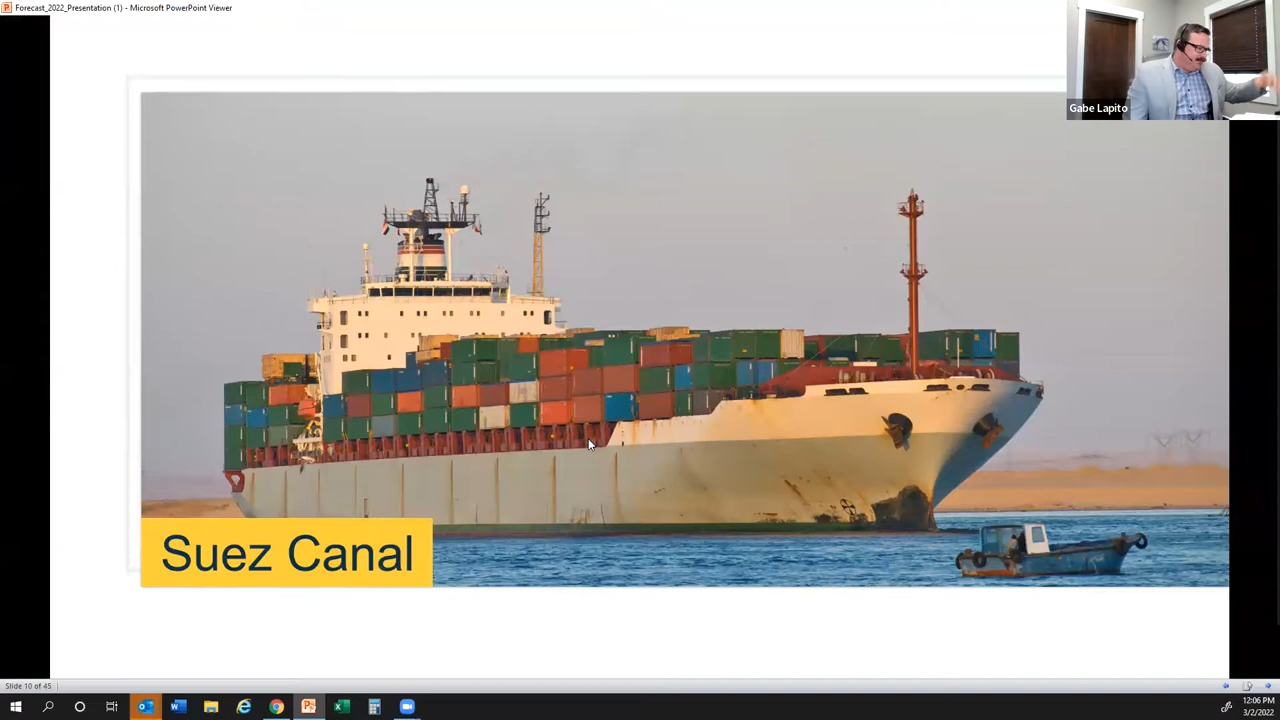 Forecast_2022_Presentation (1) - Microsoft PowerPoint Viewer
Gabe Lapito
Suez Canal
Slide 10 of 45
12:06 PM
3/2/2022